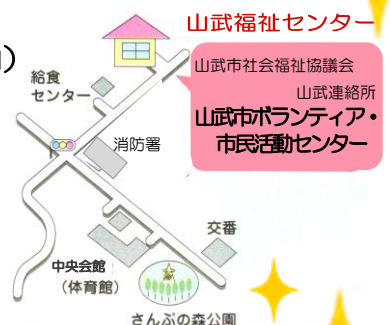 山武福祉センター
山武市社会福祉協議会
山武連絡所
山武市ボランティア・
市民活動センター
給食
センター
消防署
交番
中央会館
（体育館）
さんぶの森公園